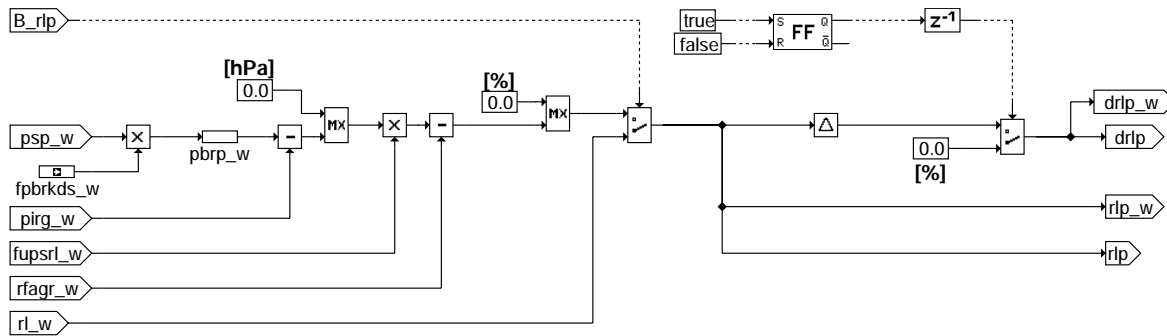 B_rlp
true
false
S Q
FF
R Q
z⁻¹
[hPa]
0.0
[%]
0.0
MX
MX
psp_w
pbrp_w
fpbrkds_w
pirg_w
fupsrl_w
rfagr_w
rl_w
Δ
0.0
[%]
drlp_w
drlp
rlp_w
rlp